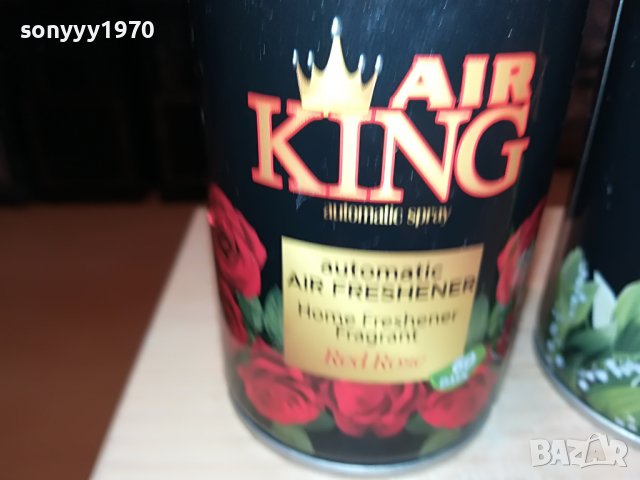 sonyyy1970
AIR
KING
automatic spray
automatic
AIR FRESHENER
Home Freshener
Fragrant
Red Rose
BAZAR